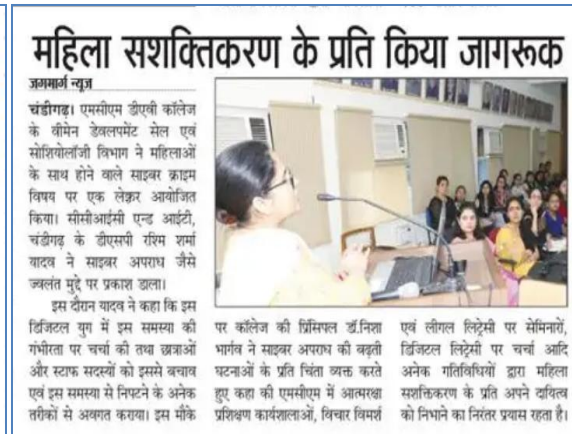 महिला सशक्तिकरण के प्रति किया जागरूक
जगमार्ग न्यूज
चंडीगढ़। एमसीएम डीएवी कॉलेज
के वीमेन डेवलपमेंट सेल एवं
सोशियोलॉजी विभाग ने महिलाओं
के साथ होने वाले साइबर क्राइम
विषय पर एक लेक्चर आयोजित
किया। सीसीआईसी एन्ड आईटी,
चंडीगढ़ के डीएसपी रश्मि शर्मा
यादव ने साइबर अपराध जैसे
ज्वलंत मुद्दे पर प्रकाश डाला।
इस दौरान यादव ने कहा कि इस
डिजिटल युग में इस समस्या की
गंभीरता पर चर्चा की तथा छात्राओं
और स्टाफ सदस्यों को इससे बचाव
एवं इस समस्या से निपटने के अनेक
तरीकों से अवगत कराया। इस मौके
पर कॉलेज की प्रिंसिपल डॉ.निशा
भार्गव ने साइबर अपराध की बढ़ती
घटनाओं के प्रति चिंता व्यक्त करते
हुए कहा की एमसीएम में आत्मरक्षा
प्रशिक्षण कार्यशालाओं, विचार विमर्श
एवं लीगल लिट्रेसी पर सेमिनारों,
डिजिटल लिट्रेसी पर चर्चा आदि
अनेक गतिविधियों द्वारा महिला
सशक्तिकरण के प्रति अपने दायित्व
को निभाने का निरंतर प्रयास रहता है।